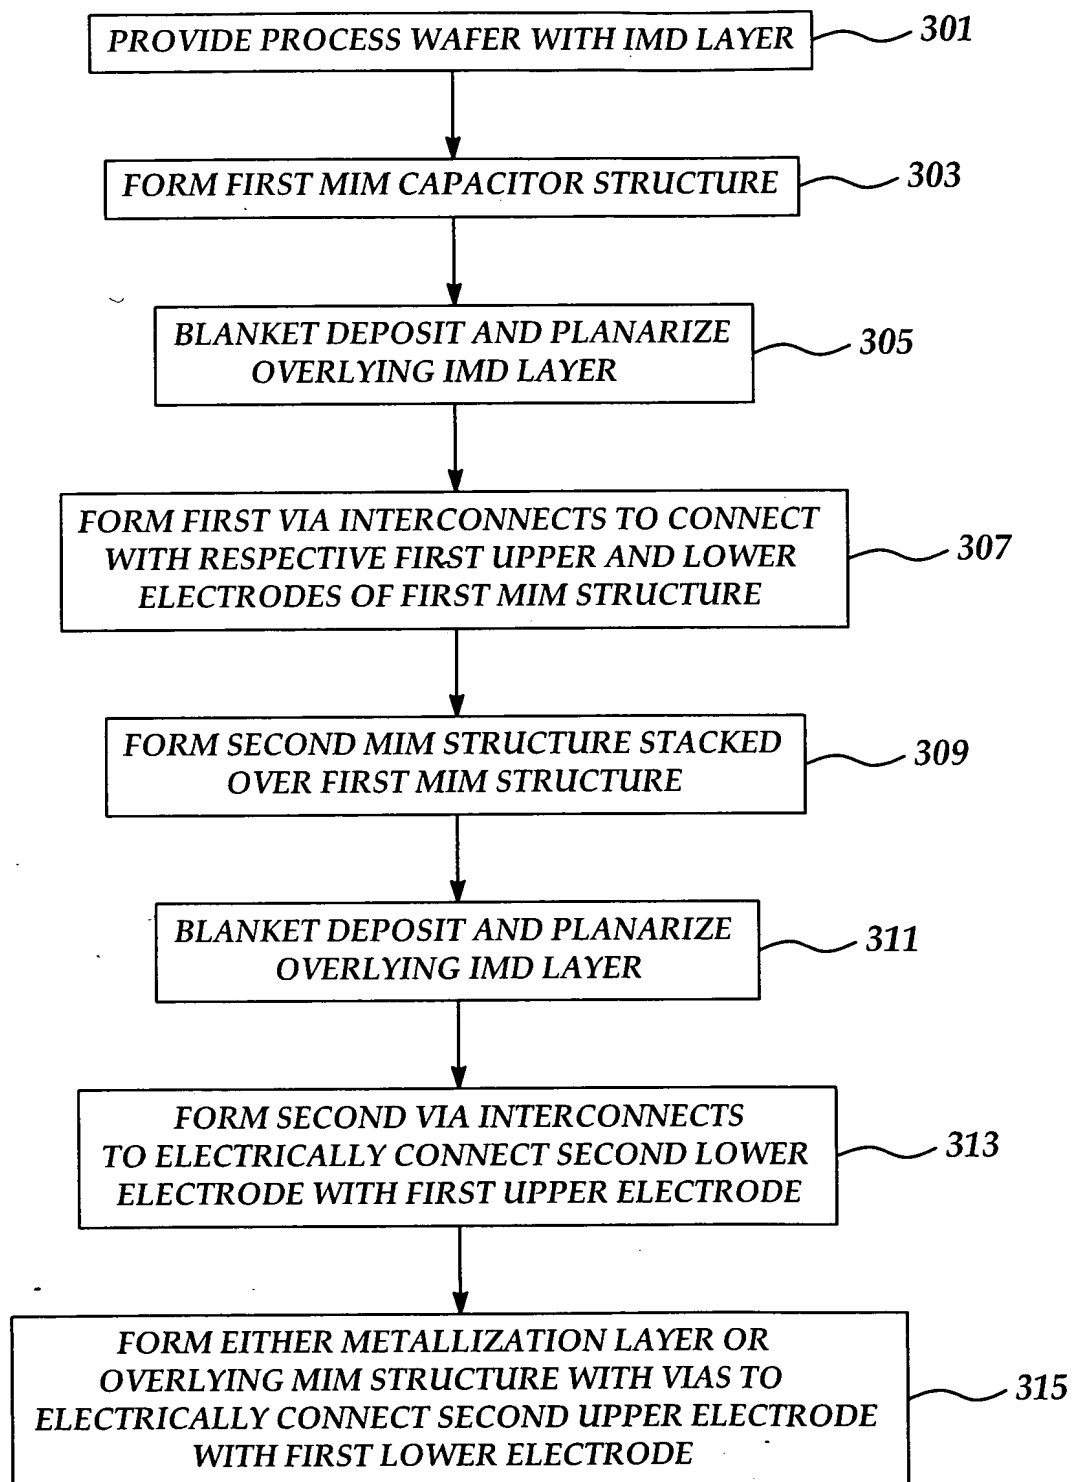 PROVIDE PROCESS WAFER WITH IMD LAYER
301
FORM FIRST MIM CAPACITOR STRUCTURE
303
BLANKET DEPOSIT AND PLANARIZE
OVERLYING IMD LAYER
305
FORM FIRST VIA INTERCONNECTS TO CONNECT
WITH RESPECTIVE FIRST UPPER AND LOWER
ELECTRODES OF FIRST MIM STRUCTURE
307
FORM SECOND MIM STRUCTURE STACKED
OVER FIRST MIM STRUCTURE
309
BLANKET DEPOSIT AND PLANARIZE
OVERLYING IMD LAYER
311
FORM SECOND VIA INTERCONNECTS
TO ELECTRICALLY CONNECT SECOND LOWER
ELECTRODE WITH FIRST UPPER ELECTRODE
313
FORM EITHER METALLIZATION LAYER OR
OVERLYING MIM STRUCTURE WITH VIAS TO
ELECTRICALLY CONNECT SECOND UPPER ELECTRODE
WITH FIRST LOWER ELECTRODE
315